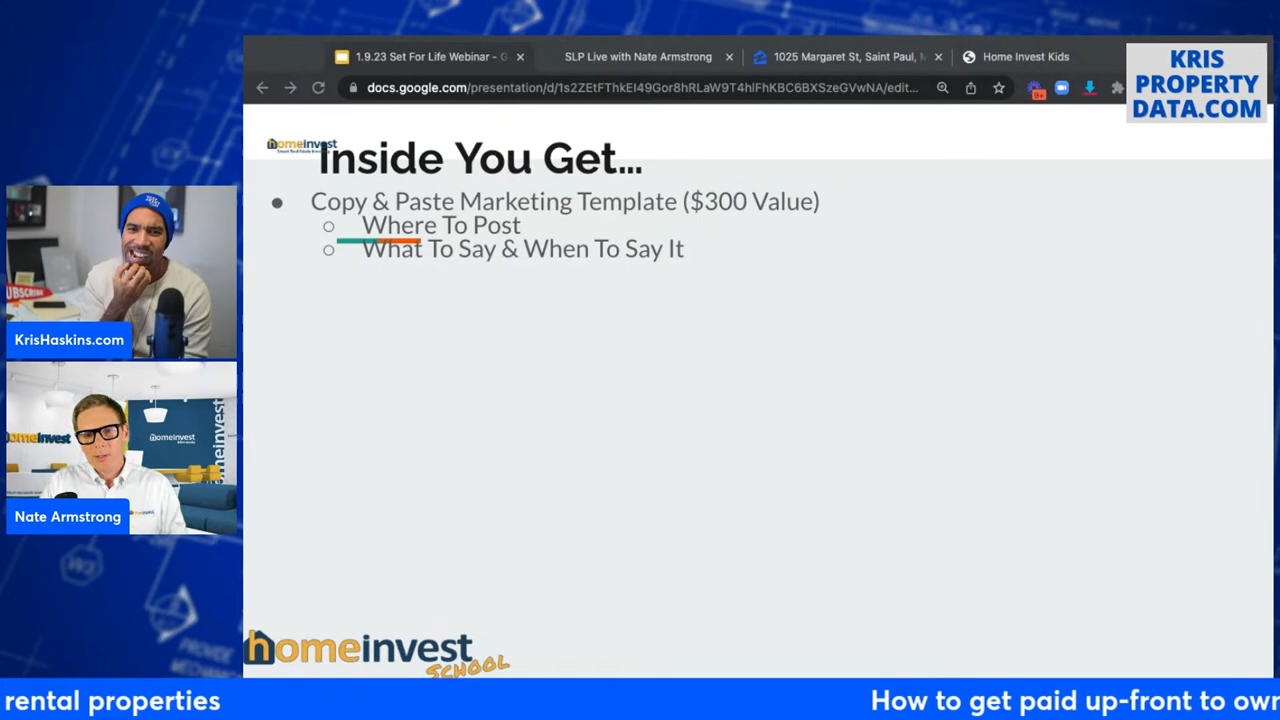 1.9.23 Set For Life Webinar - G
SLP Live with Nate Armstrong
1025 Margaret St, Saint Paul, M
Home Invest Kids
docs.google.com/presentation/d/1s2ZEtFThkEI49Gor8hRLaW9T4hlFhKBC6BXSzeGVwNA/edit...
KRIS
PROPERTY
DATA.COM
homeinvest
Inside You Get...
Copy & Paste Marketing Template ($300 Value)
Where To Post
What To Say & When To Say It
SUBSCRIBE
KrisHaskins.com
homeinvest
homeinvest
Nate Armstrong
homeinvest
SCHOOL
W3
PROVIDE
rental properties
How to get paid up-front to own